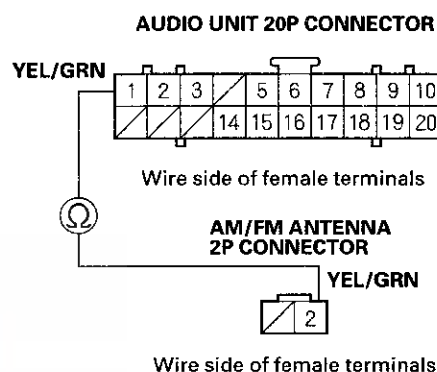 AUDIO UNIT 20P CONNECTOR
YEL/GRN
1 2 3 5 6 7 8 9 10
14 15 16 17 18 19 20
Wire side of female terminals
Ω
AM/FM ANTENNA
2P CONNECTOR
YEL/GRN
2
Wire side of female terminals